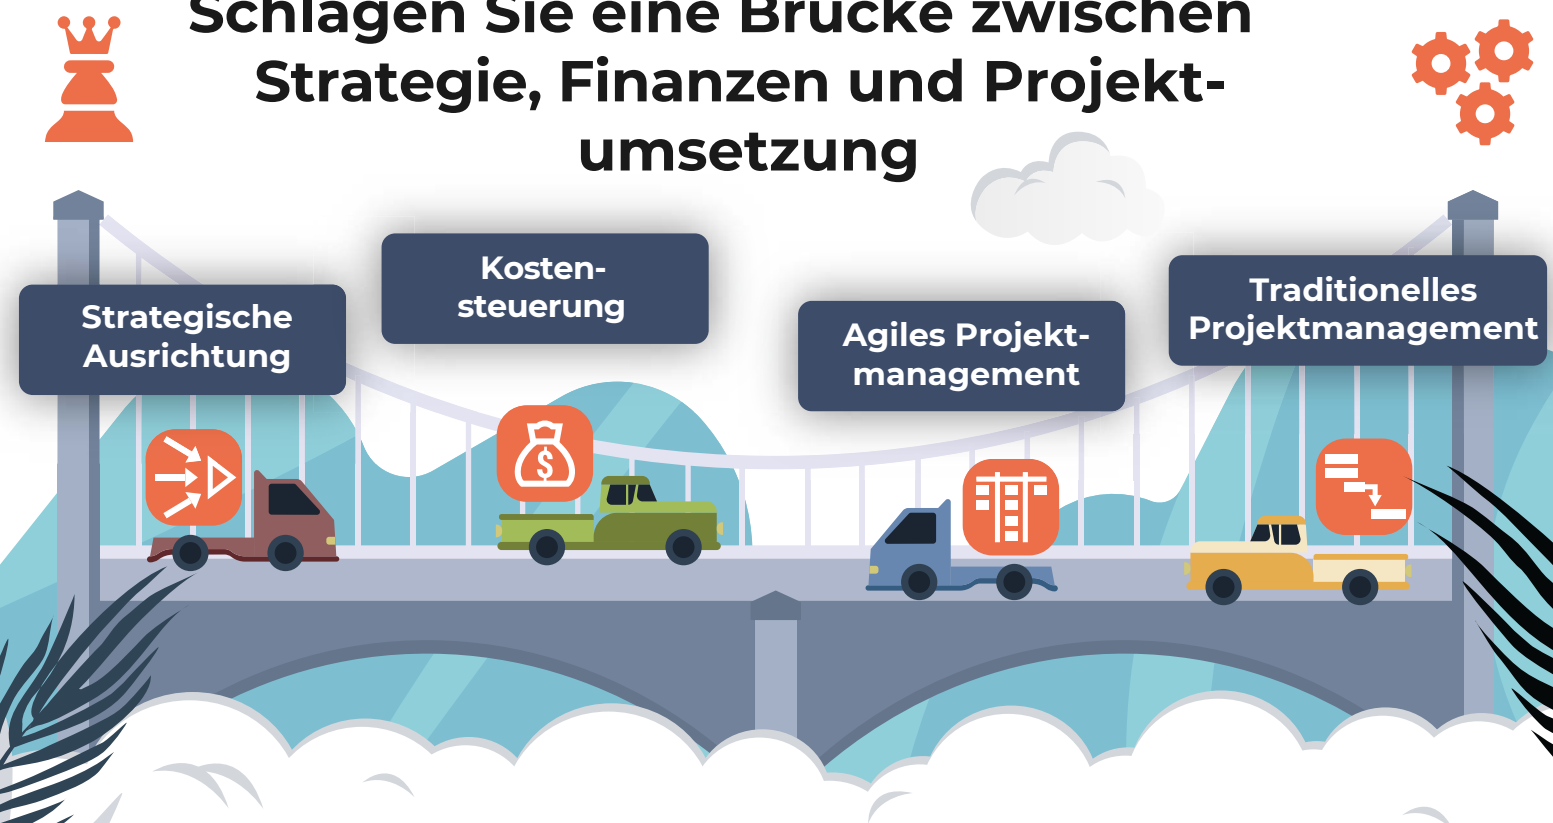 Schlagen Sie eine Brücke zwischen
Strategie, Finanzen und Projekt-
umsetzung
Kosten-
steuerung
Strategische
Ausrichtung
Agiles Projekt-
management
Traditionelles
Projektmanagement
$